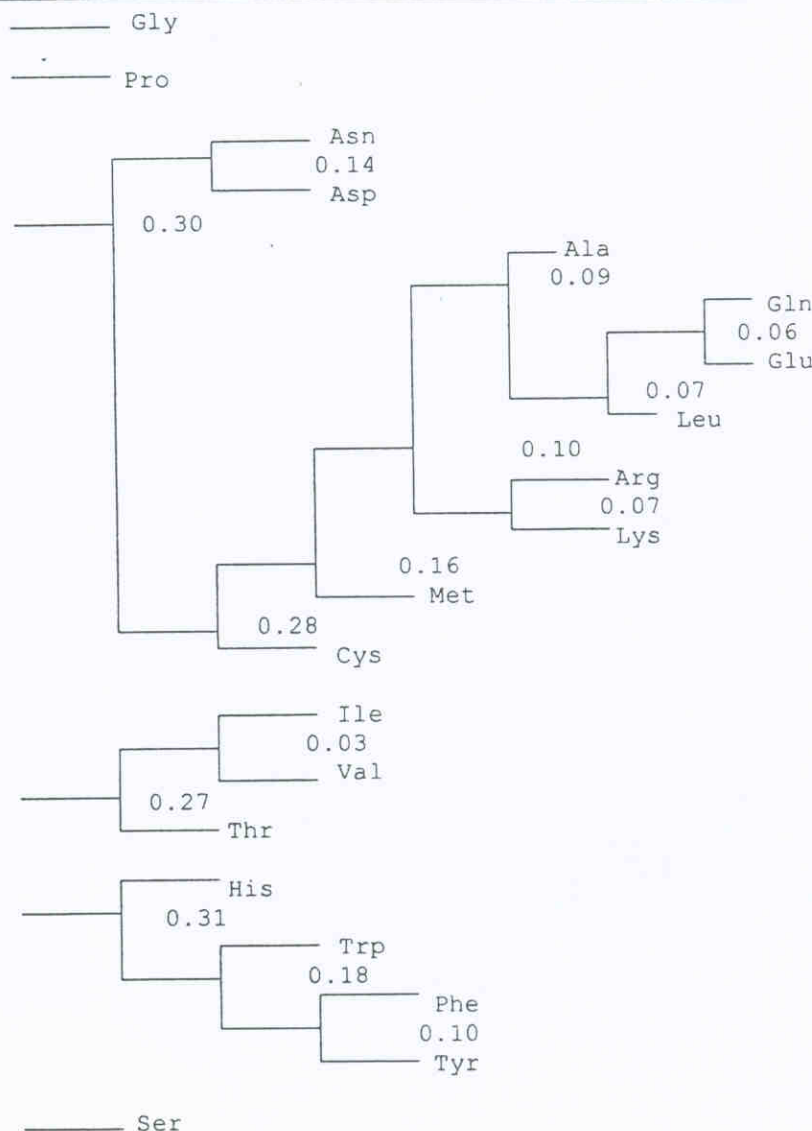 Gly
Pro
Asn
0.14
Asp
0.30
Ala
0.09
Gln
0.06
Glu
0.07
Leu
0.10
Arg
0.07
Lys
0.16
Met
0.28
Cys
Ile
0.03
Val
0.27
Thr
His
0.31
Trp
0.18
Phe
0.10
Tyr
Ser